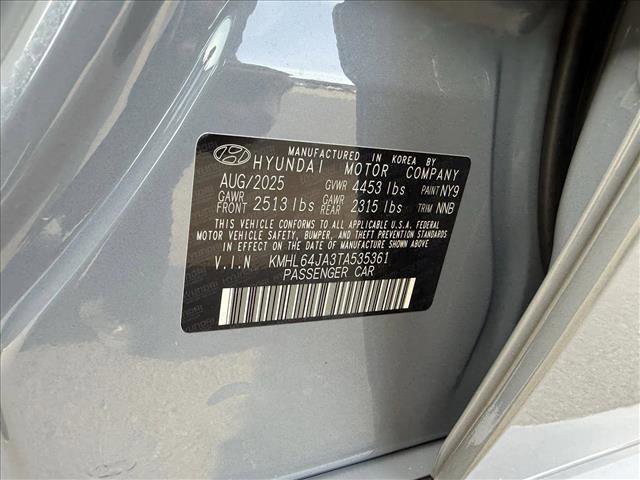 MANUFACTURED IN KOREA BY
HYUNDAI MOTOR COMPANY
AUG/2025 GVWR 4453 lbs PAINT NY9
GAWR FRONT 2513 lbs GAWR REAR 2315 lbs TRIM NNB
THIS VEHICLE CONFORMS TO ALL APPLICABLE U.S.A. FEDERAL
MOTOR VEHICLE SAFETY, BUMPER, AND THEFT PREVENTION STANDARDS
IN EFFECT ON THE DATE OF MANUFACTURE SHOWN ABOVE.
V.I.N KMHL64JA3TA535361
PASSENGER CAR